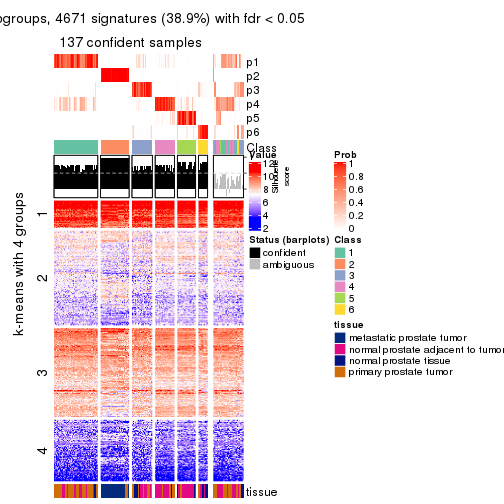 ogroups, 4671 signatures (38.9%) with fdr < 0.05
137 confident samples
p1
p2
p3
p4
p5
p6
Class
silhouette score
k-means with 4 groups
1
2
3
4
tissue
Value
12
6
4
2
Status (barplots)
confident
ambiguous
Prob
1
0.8
0.6
0.4
0.2
0
Class
1
2
3
4
5
6
tissue
metastatic prostate tumor
normal prostate adjacent to tumor
normal prostate tissue
primary prostate tumor